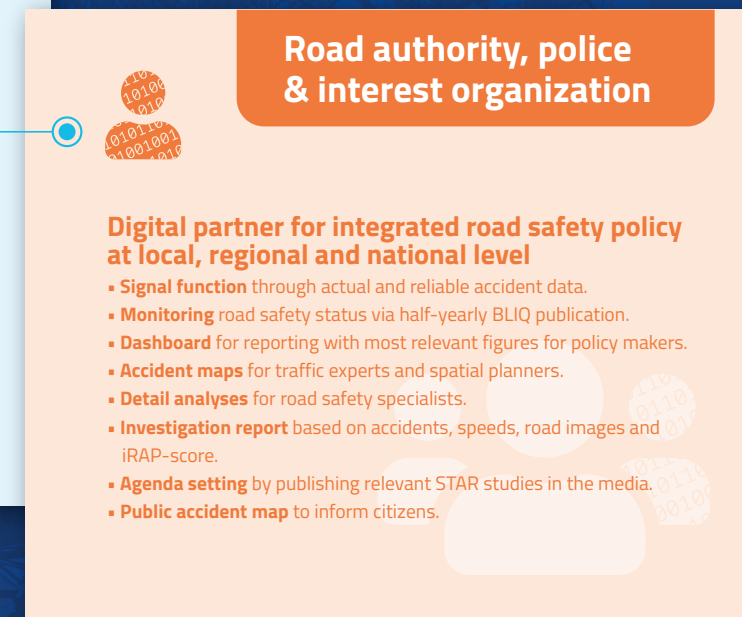 Road authority, police
& interest organization
Digital partner for integrated road safety policy
at local, regional and national level
▪ Signal function through actual and reliable accident data.
▪ Monitoring road safety status via half-yearly BLIQ publication.
▪ Dashboard for reporting with most relevant figures for policy makers.
▪ Accident maps for traffic experts and spatial planners.
▪ Detail analyses for road safety specialists.
▪ Investigation report based on accidents, speeds, road images and
iRAP-score.
▪ Agenda setting by publishing relevant STAR studies in the media.
▪ Public accident map to inform citizens.